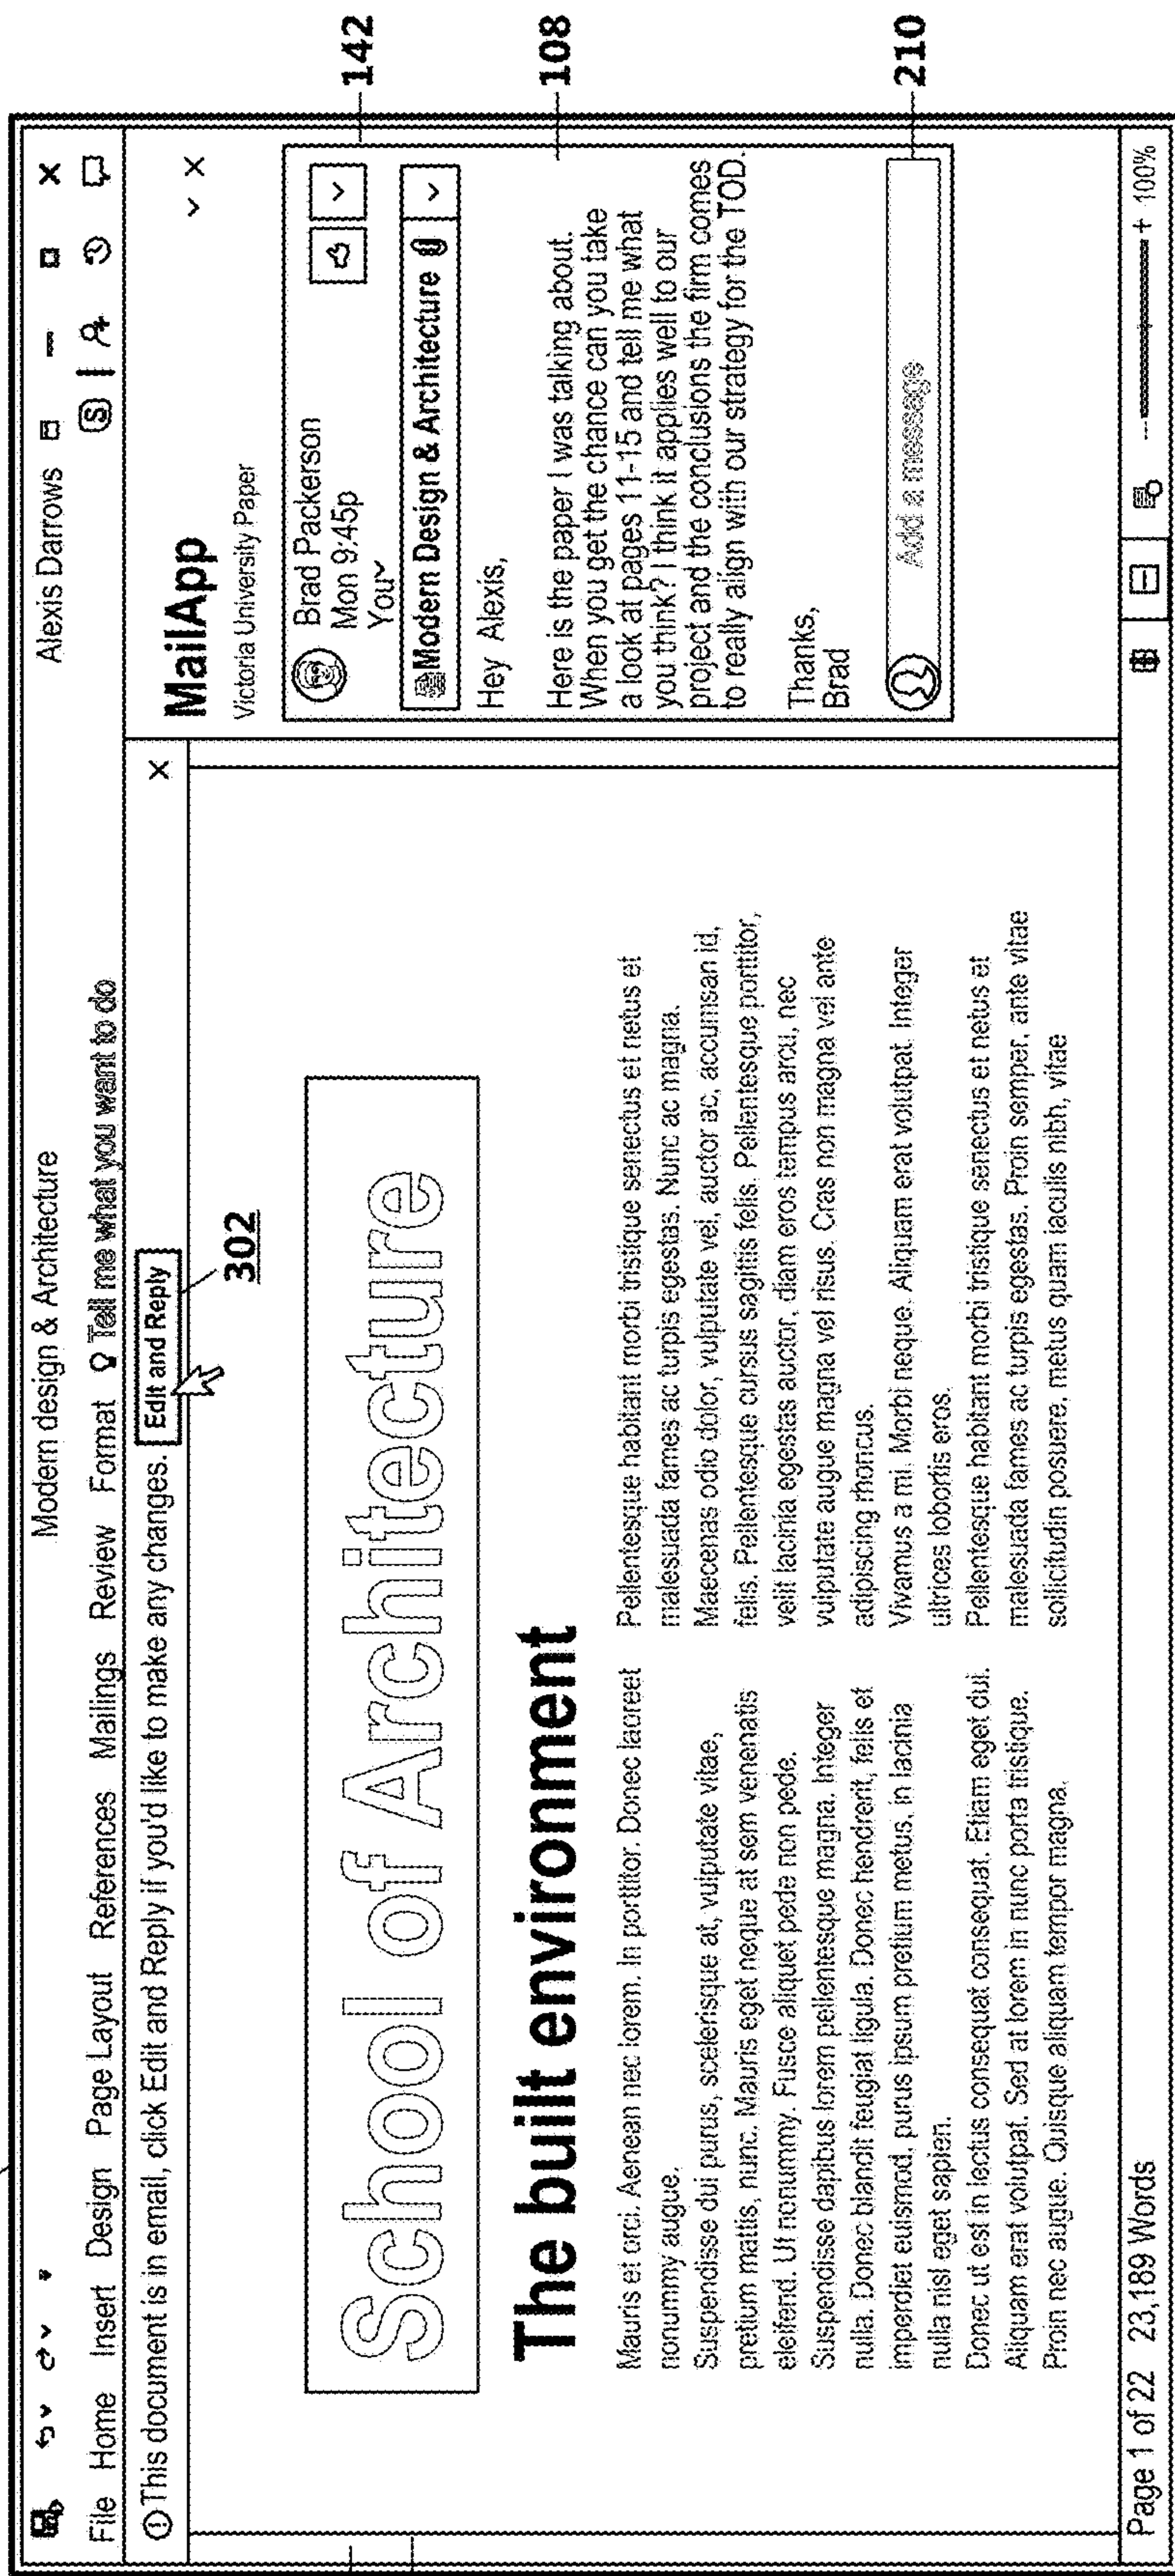 Modern design & Architecture
Alexis Darrows
File Home Insert Design Page Layout References Mailings Review Format Tell me what you want to do
This document is in email, click Edit and Reply if you'd like to make any changes. Edit and Reply
302
School of Architecture
The built environment
Mauris et orci. Aenean nec lorem. In porttitor. Donec laoreet
nonummy augue.
Suspendisse dui purus, scelerisque at, vulputate vitae,
pretium mattis, nunc. Mauris eget neque at sem venenatis
eleifend. Ut nonummy. Fusce aliquet pede non pede.
Suspendisse dapibus lorem pellentesque magna. Integer
nulla. Donec blandit feugiat ligula. Donec hendrerit, felis et
imperdiet euismod, purus ipsum pretium metus, in lacinia
nulla nisl eget sapien.
Donec ut est in lectus consequat consequat. Etiam eget dui.
Aliquam erat volutpat. Sed at lorem in nunc porta tristique.
Proin nec augue. Quisque aliquam tempor magna.
Pellentesque habitant morbi tristique senectus et netus et
malesuada fames ac turpis egestas. Nunc ac magna.
Maecenas odio dolor, vulputate vel, auctor ac, accumsan id,
felis. Pellentesque cursus sagittis felis. Pellentesque porttitor,
velit lacinia egestas auctor, diam eros tempus arcu, nec
vulputate augue magna vel risus. Cras non magna vel ante
adipiscing rhoncus.
Vivamus a mi. Morbi neque. Aliquam erat volutpat. Integer
ultrices lobortis eros.
Pellentesque habitant morbi tristique senectus et netus et
malesuada fames ac turpis egestas. Proin semper, ante vitae
sollicitudin posuere, metus quam iaculis nibh, vitae
MailApp
Victoria University Paper
Brad Packerson
Mon 9:45p
You
142
Modern Design & Architecture
Hey Alexis,
108
Here is the paper I was talking about.
When you get the chance can you take
a look at pages 11-15 and tell me what
you think? I think it applies well to our
project and the conclusions the firm comes
to really align with our strategy for the TOD.
Thanks,
Brad
Add a message
210
Page 1 of 22 23,189 Words
100%